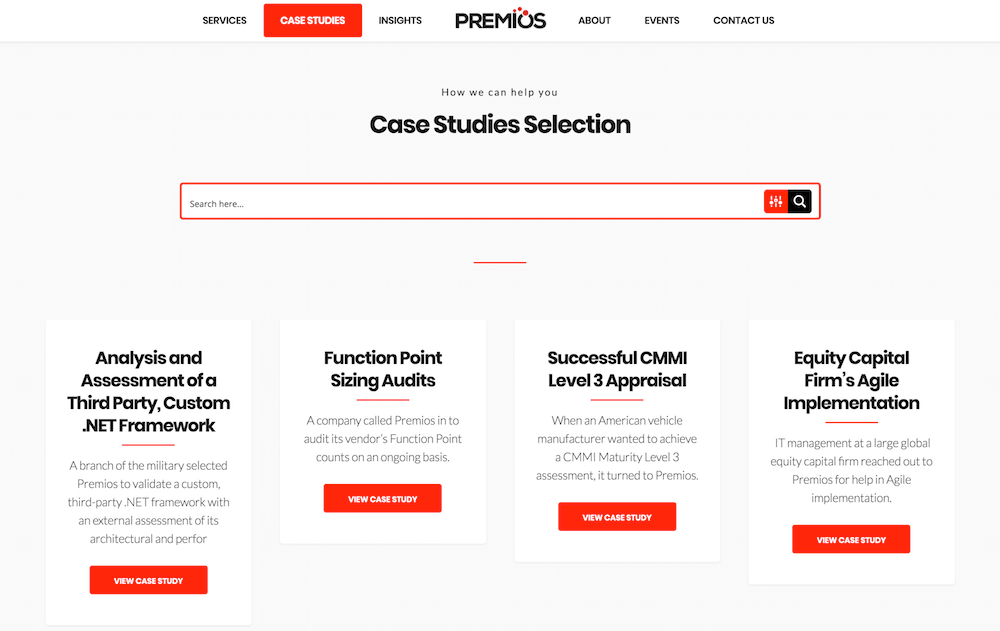 SERVICES
CASE STUDIES
INSIGHTS
PREMIOS
ABOUT
EVENTS
CONTACT US
How we can help you
Case Studies Selection
Search here...
Analysis and
Assessment of a
Third Party, Custom
.NET Framework
A branch of the military selected
Premios to validate a custom,
third-party .NET framework with
an external assessment of its
architectural and perfor
VIEW CASE STUDY
Function Point
Sizing Audits
A company called Premios in to
audit its vendor's Function Point
counts on an ongoing basis.
VIEW CASE STUDY
Successful CMMI
Level 3 Appraisal
When an American vehicle
manufacturer wanted to achieve
a CMMI Maturity Level 3
assessment, it turned to Premios.
VIEW CASE STUDY
Equity Capital
Firm's Agile
Implementation
IT management at a large global
equity capital firm reached out to
Premios for help in Agile
implementation.
VIEW CASE STUDY